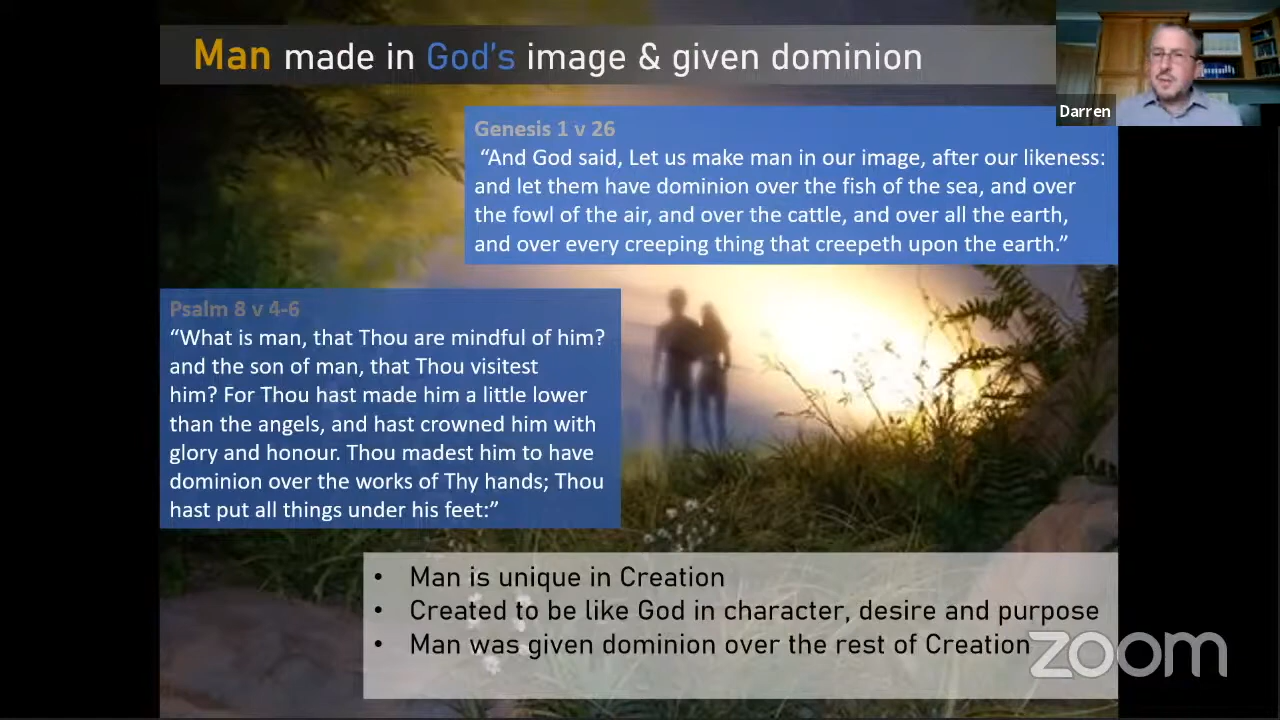 Man made in God's image & given dominion
Darren
Genesis 1 v 26
“And God said, Let us make man in our image, after our likeness:
and let them have dominion over the fish of the sea, and over
the fowl of the air, and over the cattle, and over all the earth,
and over every creeping thing that creepeth upon the earth.”
Psalm 8 v 4-6
“What is man, that Thou are mindful of him?
and the son of man, that Thou visitest
him? For Thou hast made him a little lower
than the angels, and hast crowned him with
glory and honour. Thou madest him to have
dominion over the works of Thy hands; Thou
hast put all things under his feet:”
• Man is unique in Creation
• Created to be like God in character, desire and purpose
• Man was given dominion over the rest of Creation
zoom